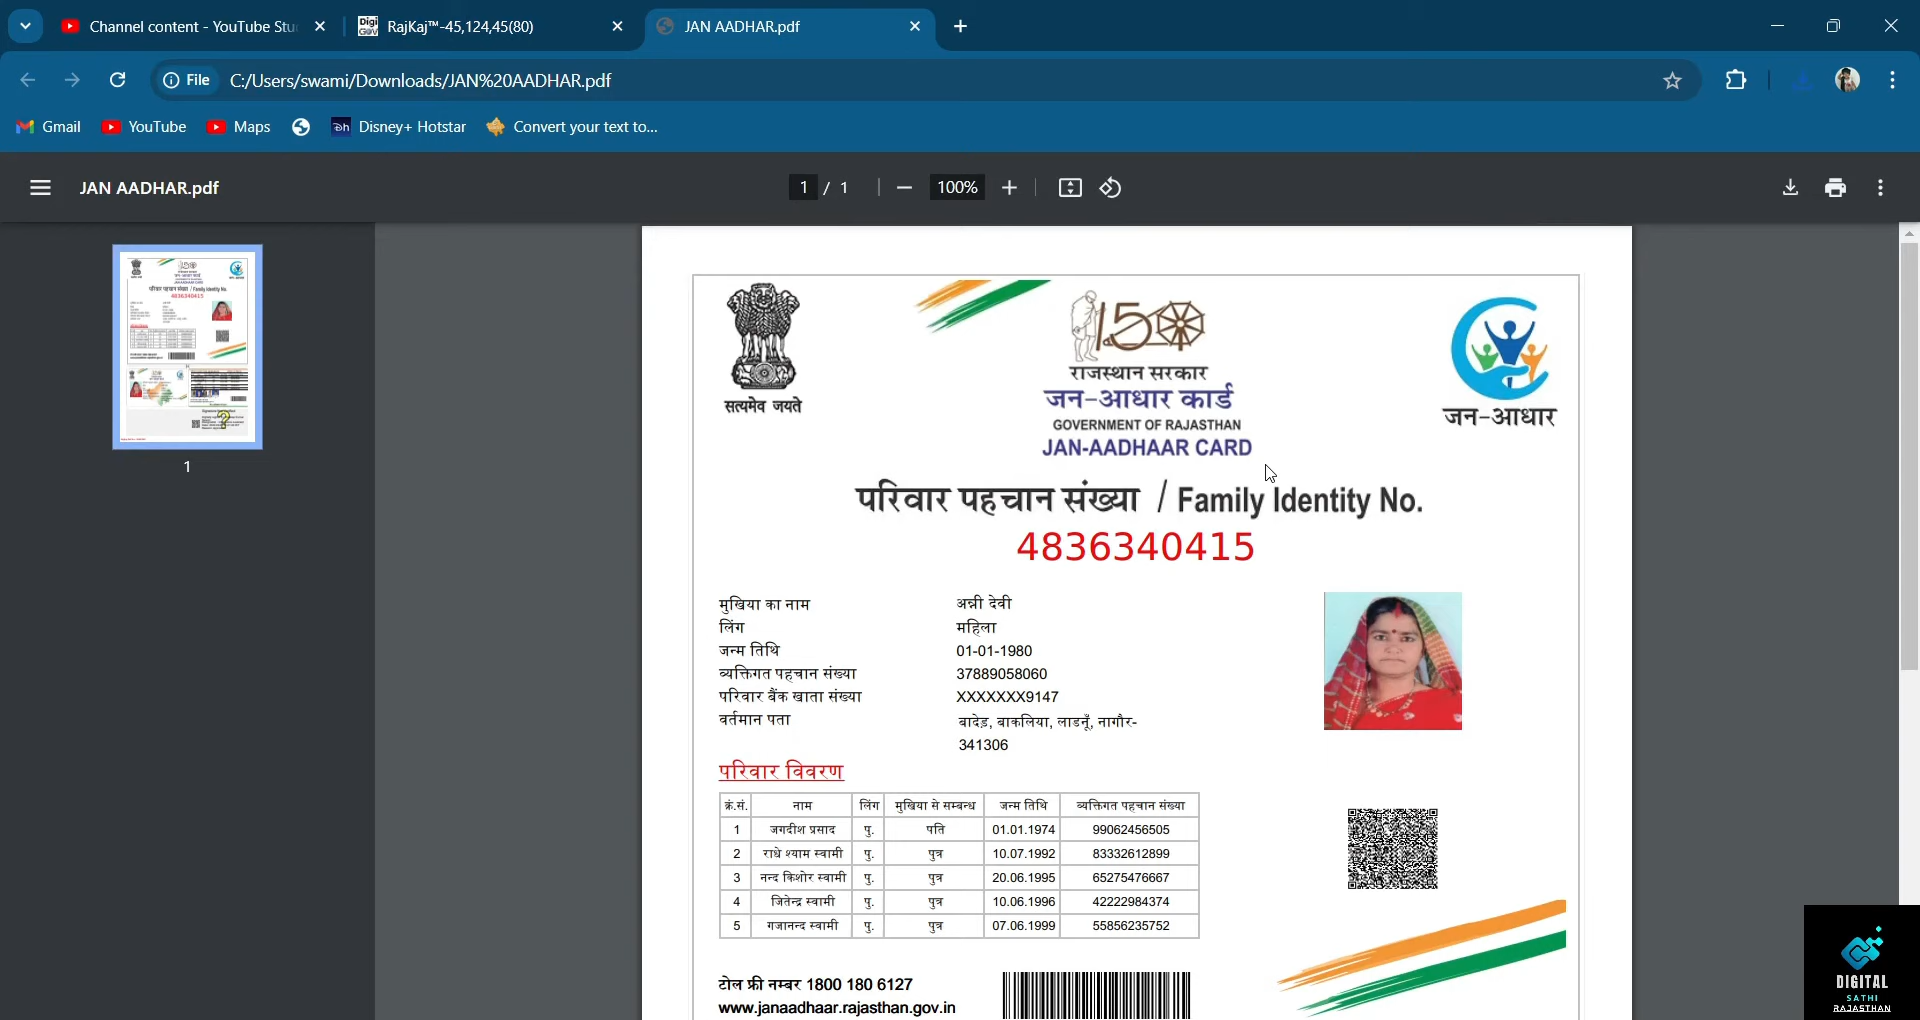 Channel content - YouTube Stu
RajKaj™-45,124,45(80)
JAN AADHAR.pdf
File
C:/Users/swami/Downloads/JAN%20AADHAR.pdf
Gmail
YouTube
Maps
Disney+ Hotstar
Convert your text to...
JAN AADHAR.pdf
1 / 1
100%
1
सत्यमेव जयते
150
राजस्थान सरकार
जन-आधार कार्ड
GOVERNMENT OF RAJASTHAN
JAN-AADHAAR CARD
जन-आधार
परिवार पहचान संख्या / Family Identity No.
4836340415
मुखिया का नाम अन्नी देवी
लिंग महिला
जन्म तिथि 01-01-1980
व्यक्तिगत पहचान संख्या 37889058060
परिवार बैंक खाता संख्या XXXXXXX9147
वर्तमान पता बादेड़, बाकलिया, लाडनूँ, नागौर-
341306
परिवार विवरण
क्रं.सं. नाम लिंग मुखिया से सम्बन्ध जन्म तिथि व्यक्तिगत पहचान संख्या
1 जगदीश प्रसाद पु. पति 01.01.1974 99062456505
2 राधे श्याम स्वामी पु. पुत्र 10.07.1992 83332612899
3 नन्द किशोर स्वामी पु. पुत्र 20.06.1995 65275476667
4 जितेन्द्र स्वामी पु. पुत्र 10.06.1996 42222984374
5 गजानन्द स्वामी पु. पुत्र 07.06.1999 55856235752
टोल फ्री नम्बर 1800 180 6127
www.janaadhaar.rajasthan.gov.in
DIGITAL
SATHI
RAJASTHAN